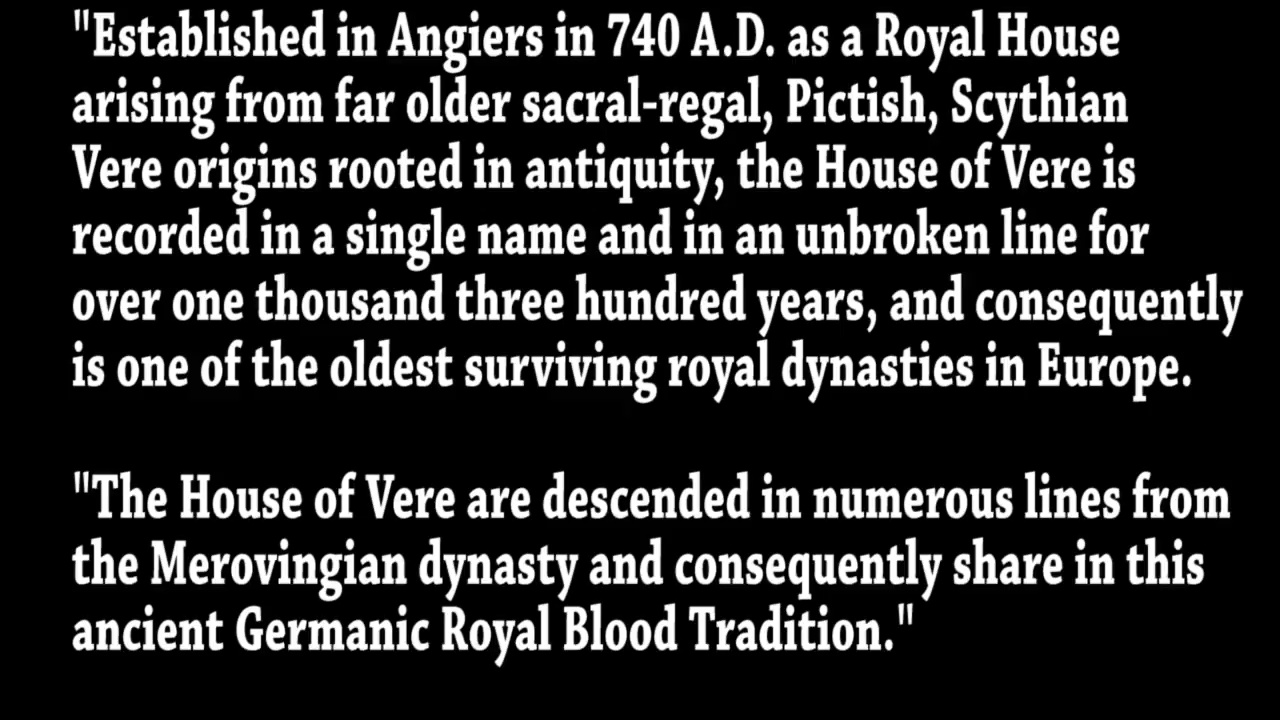 "Established in Angiers in 740 A.D. as a Royal House
arising from far older sacral-regal, Pictish, Scythian
Vere origins rooted in antiquity, the House of Vere is
recorded in a single name and in an unbroken line for
over one thousand three hundred years, and consequently
is one of the oldest surviving royal dynasties in Europe.
"The House of Vere are descended in numerous lines from
the Merovingian dynasty and consequently share in this
ancient Germanic Royal Blood Tradition."